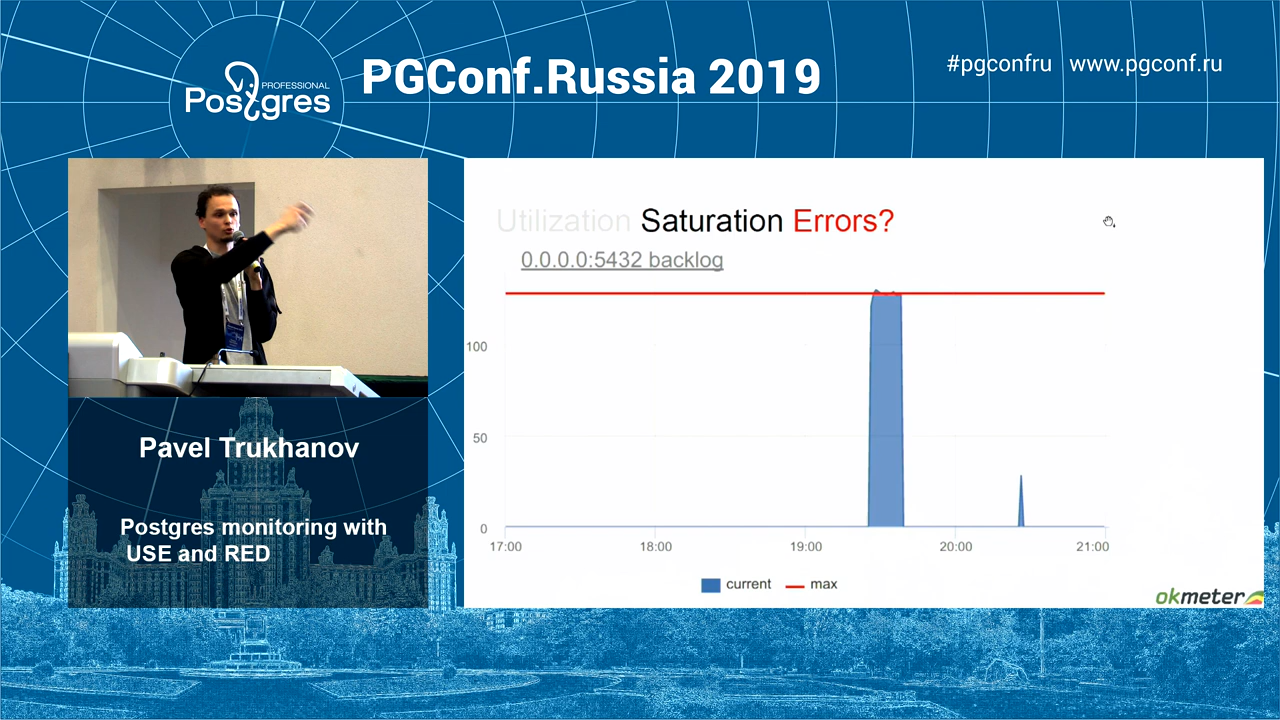 PROFESSIONAL
Postgres
PGConf.Russia 2019
#pgconfru www.pgconf.ru
Utilization Saturation Errors?
0.0.0.0:5432 backlog
100
50
0
17:00 18:00 19:00 20:00 21:00
current max
okmeter
Pavel Trukhanov
Postgres monitoring with
USE and RED